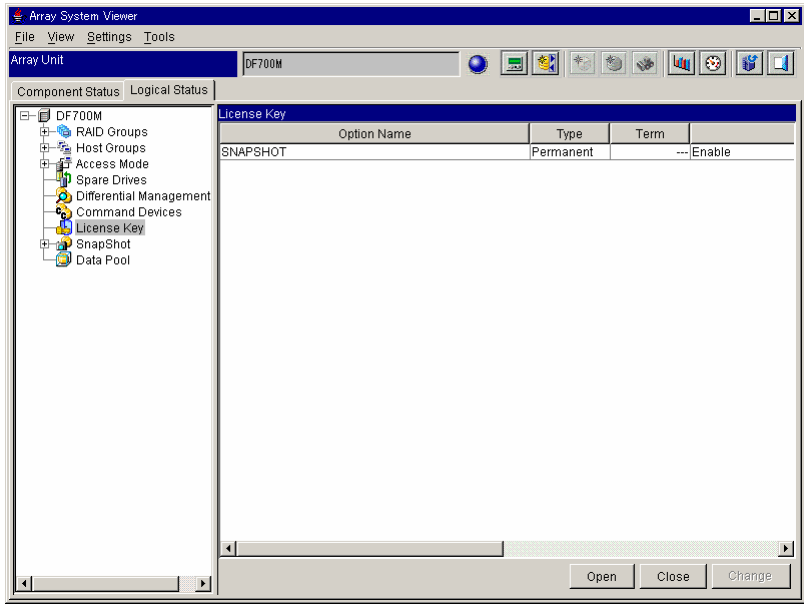 Array System Viewer
File View Settings Tools
Array Unit DF700M
Component Status Logical Status
DF700M
RAID Groups
Host Groups
Access Mode
Spare Drives
Differential Management
Command Devices
License Key
SnapShot
Data Pool
License Key
Option Name Type Term
SNAPSHOT Permanent --- Enable
Open Close Change